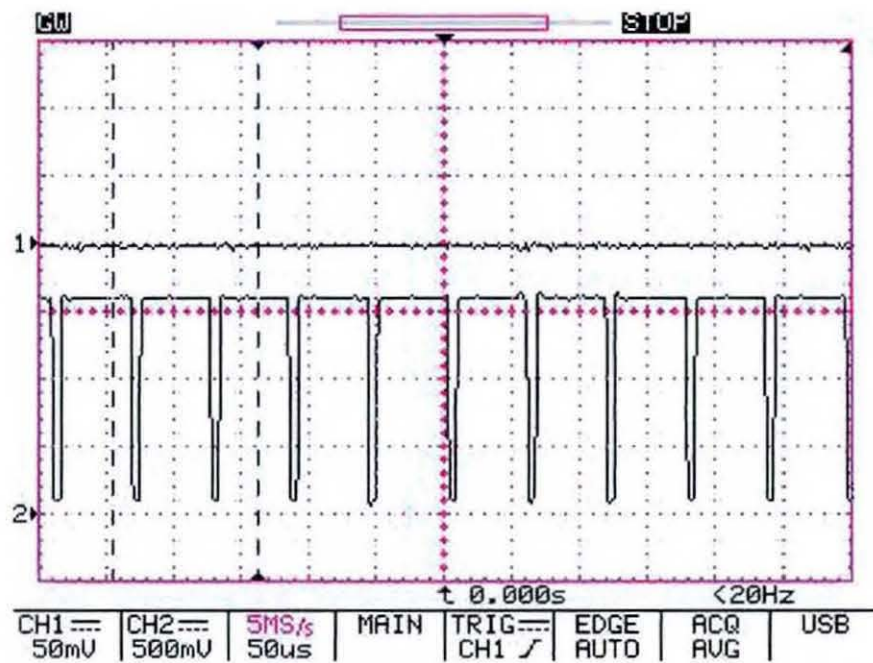 GW STOP
1
2
t 0.000s <20Hz
CH1 CH2 5MS/s MAIN TRIG EDGE ACQ USB
50mV 500mV 50us CH1 AUTO AVG